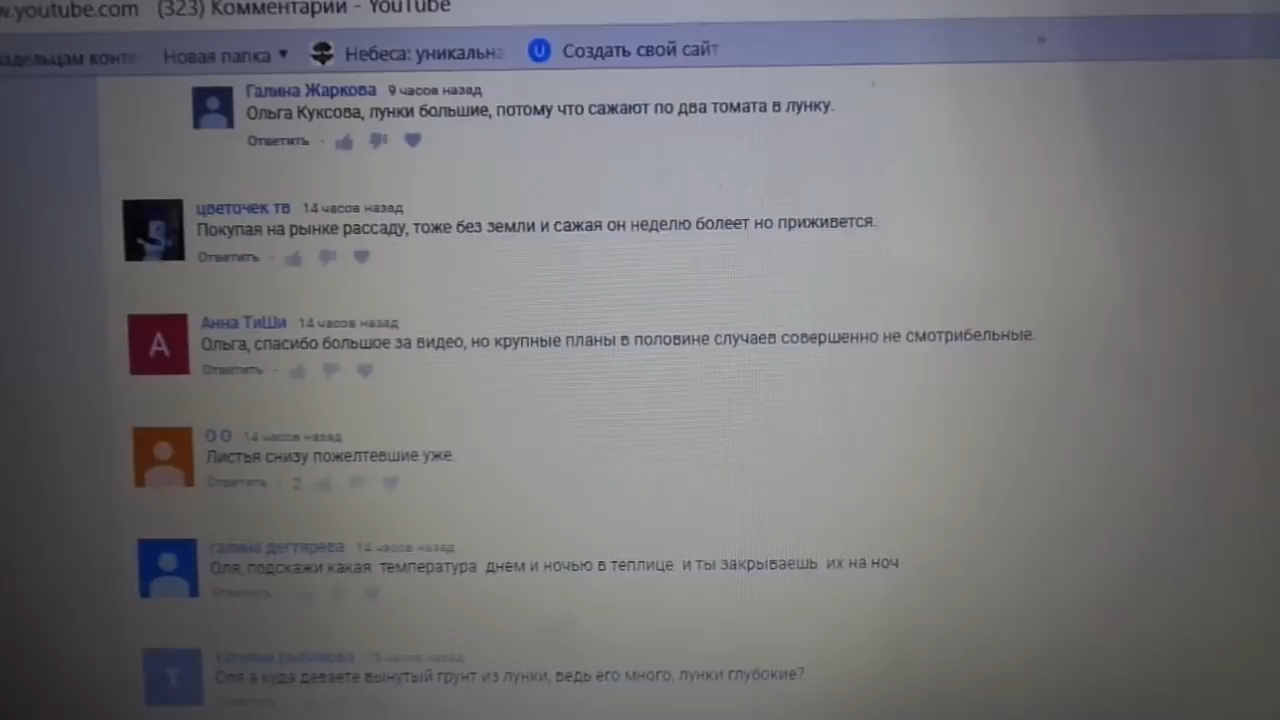 w.youtube.com (323) Комментарии - YouTube
адельцам конте Новая папка Небеса: уникальна U Создать свой сайт
Галина Жаркова 9 часов назад
Ольга Куксова, лунки большие, потому что сажают по два томата в лунку.
Ответить
цветочек тв 14 часов назад
Покупая на рынке рассаду, тоже без земли и сажая он неделю болеет но приживется.
Ответить
А Анна ТиШи 14 часов назад
Ольга, спасибо большое за видео, но крупные планы в половине случаев совершенно не смотрибельные.
Ответить
О О 14 часов назад
Листья снизу пожелтевшие уже.
Ответить 2
галина дегтярева 14 часов назад
Оля, подскажи какая температура днем и ночью в теплице и ты закрываешь их на ноч
Ответить
Т часов назад
Оля а куда деваете вынутый грунт из лунки, ведь его много, лунки глубокие?